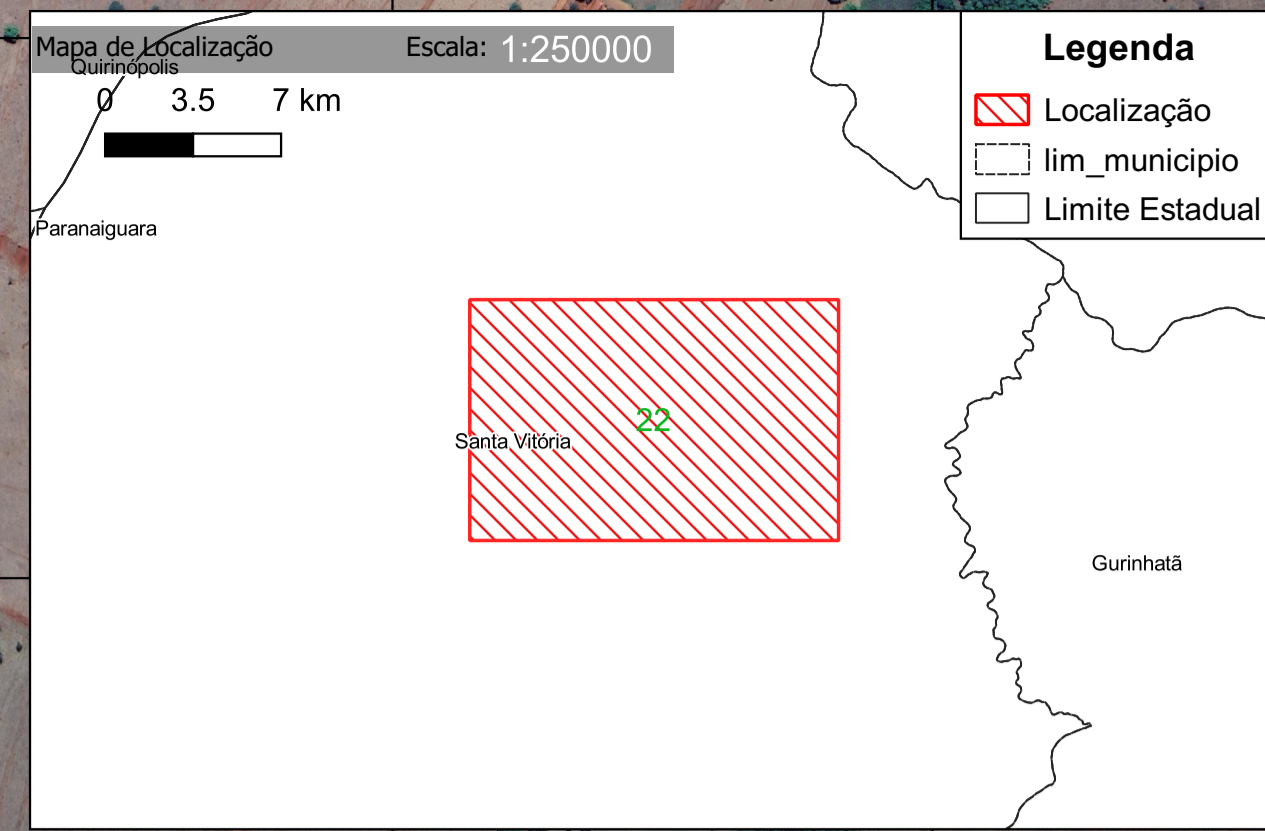 Mapa de Localização Escala: 1:250000
Quirinópolis
0 3.5 7 km
Paranaiguara
Legenda
Localização
lim_municipio
Limite Estadual
22
Santa Vitória
Gurinhatã